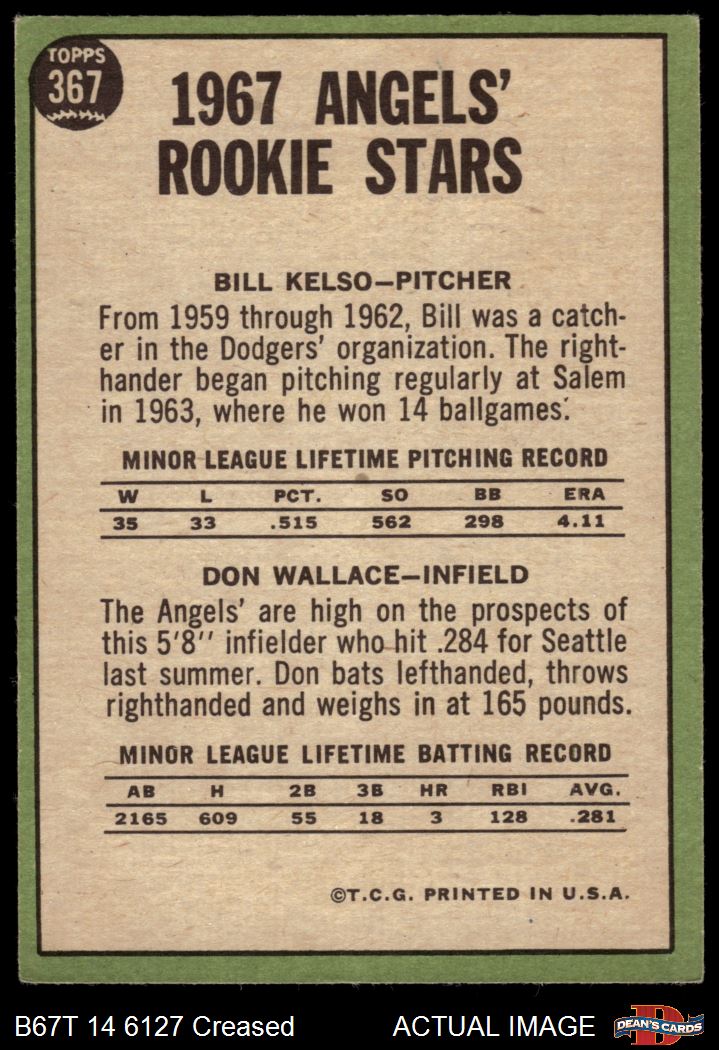 TOPPS
367
1967 ANGELS'
ROOKIE STARS
BILL KELSO—PITCHER
From 1959 through 1962, Bill was a catch-
er in the Dodgers' organization. The right-
hander began pitching regularly at Salem
in 1963, where he won 14 ballgames.
MINOR LEAGUE LIFETIME PITCHING RECORD
W L PCT. SO BB ERA
35 33 .515 562 298 4.11
DON WALLACE—INFIELD
The Angels' are high on the prospects of
this 5'8'' infielder who hit .284 for Seattle
last summer. Don bats lefthanded, throws
righthanded and weighs in at 165 pounds.
MINOR LEAGUE LIFETIME BATTING RECORD
AB H 2B 3B HR RBI AVG.
2165 609 55 18 3 128 .281
©T.C.G. PRINTED IN U.S.A.
B67T 14 6127 Creased ACTUAL IMAGE DEAN'S CARDS